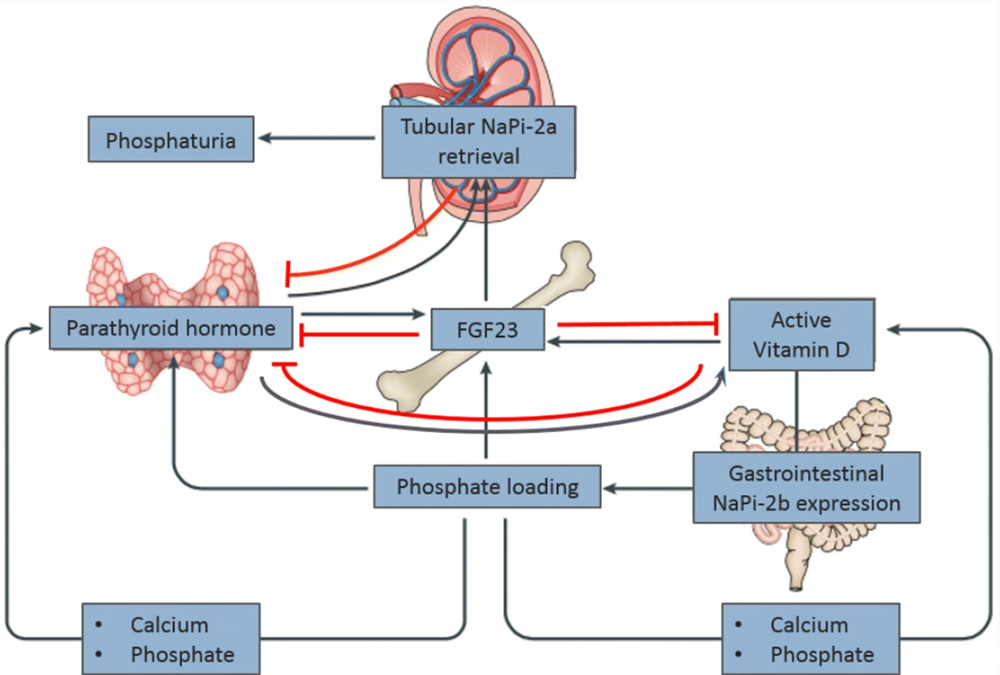 Tubular NaPi-2a
retrieval
Phosphaturia
Parathyroid hormone
FGF23
Active
Vitamin D
Phosphate loading
Gastrointestinal
NaPi-2b expression
• Calcium
• Phosphate
• Calcium
• Phosphate